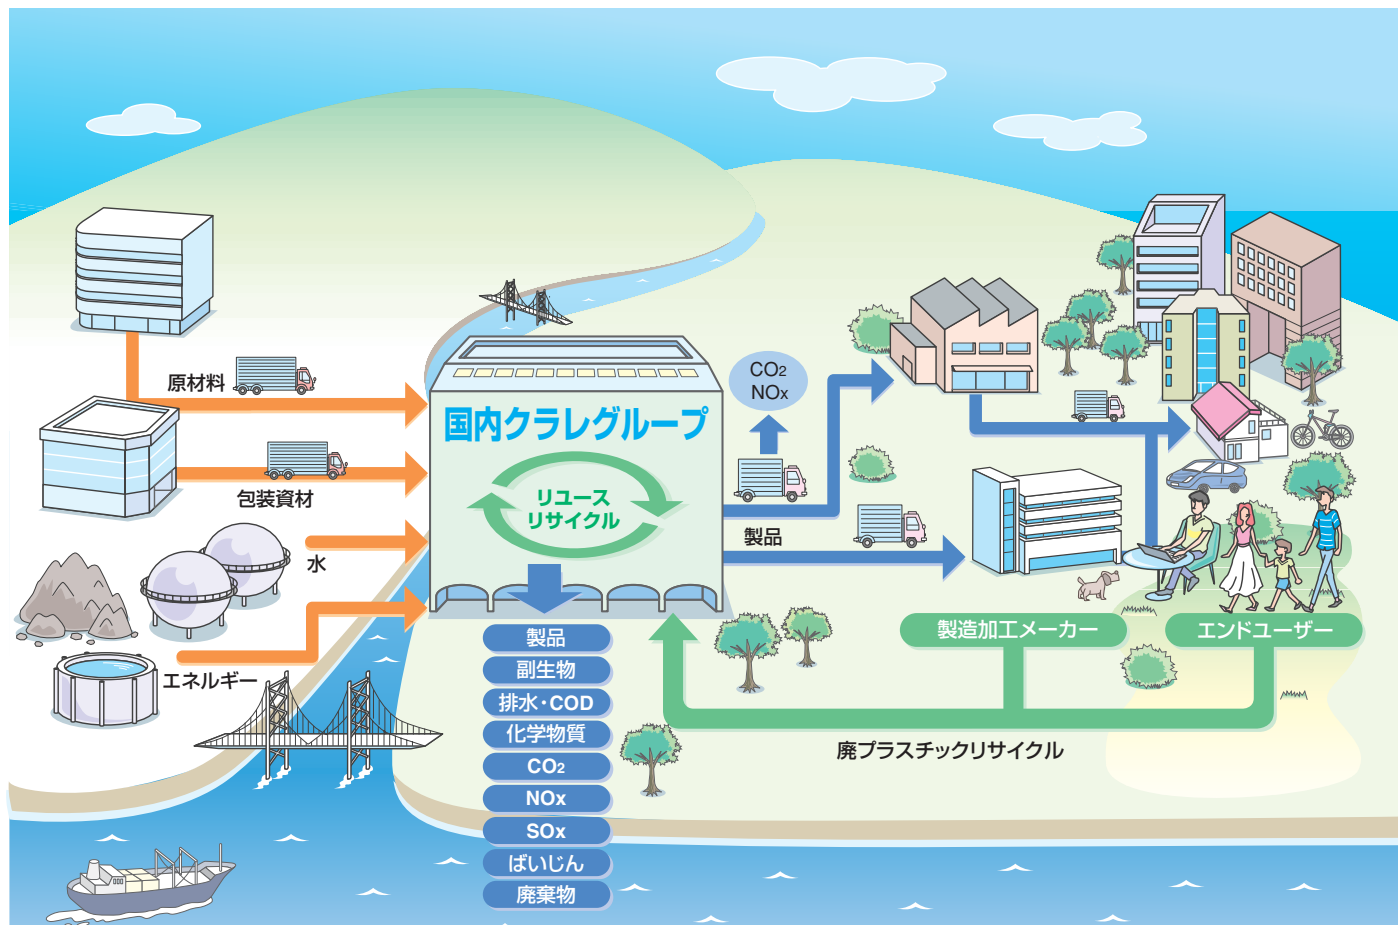 原材料
包装資材
水
エネルギー
国内クラレグループ
リユース
リサイクル
CO2
NOx
製品
製品
副生物
排水・COD
化学物質
CO2
NOx
SOx
ばいじん
廃棄物
製造加工メーカー
エンドユーザー
廃プラスチックリサイクル